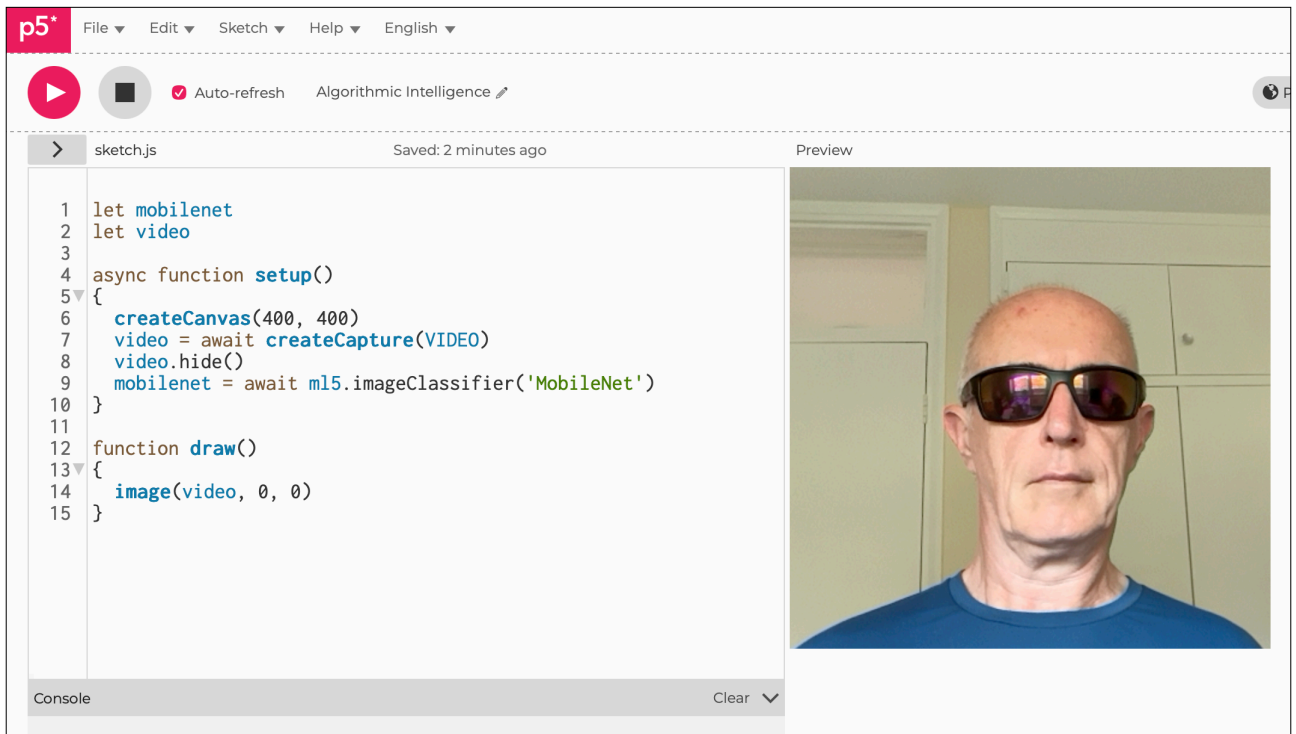 p5* File Edit Sketch Help English
Auto-refresh Algorithmic Intelligence P
sketch.js Saved: 2 minutes ago Preview
1 let mobilenet
2 let video
3
4 async function setup()
5 {
6 createCanvas(400, 400)
7 video = await createCapture(VIDEO)
8 video.hide()
9 mobilenet = await ml5.imageClassifier('MobileNet')
10 }
11
12 function draw()
13 {
14 image(video, 0, 0)
15 }
Console Clear